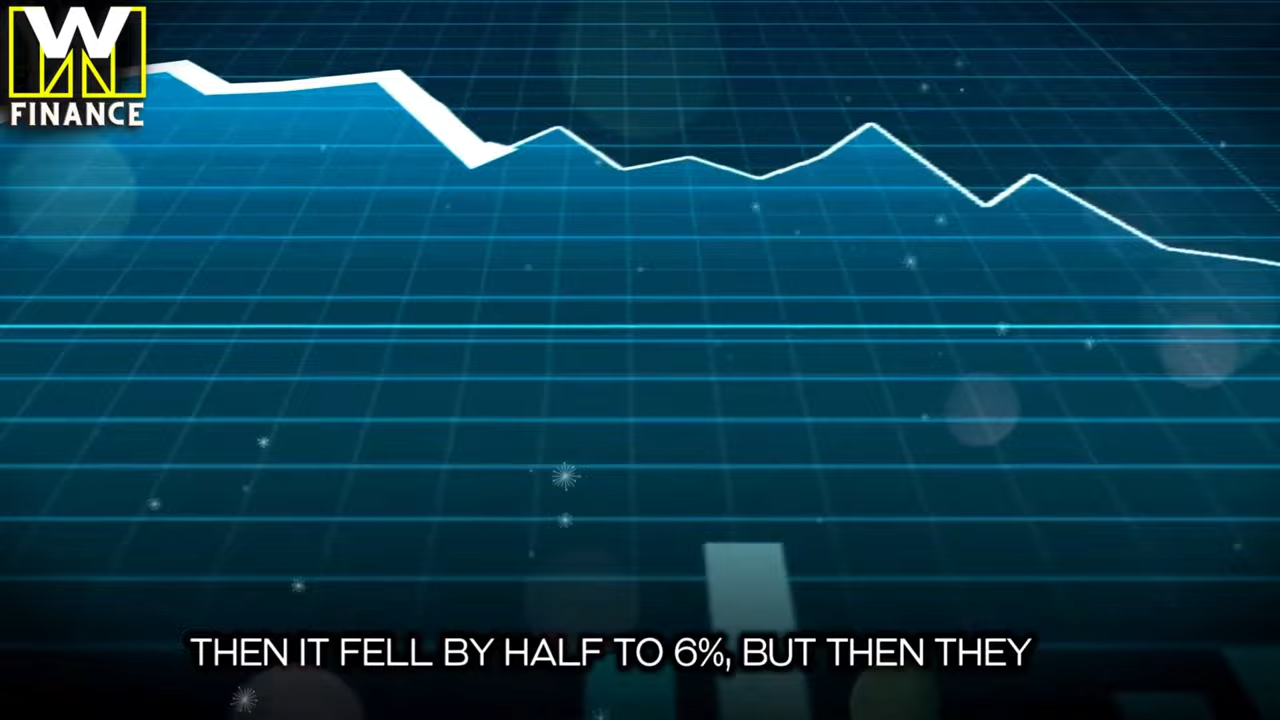 W
FINANCE
THEN IT FELL BY HALF TO 6%, BUT THEN THEY